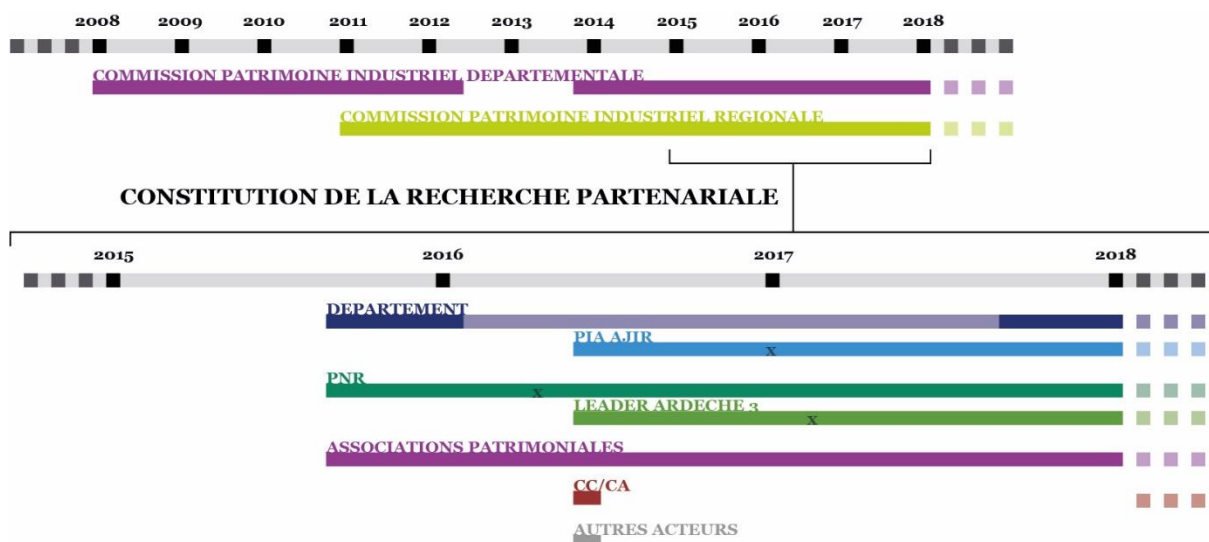 2008 2009 2010 2011 2012 2013 2014 2015 2016 2017 2018
COMMISSION PATRIMOINE INDUSTRIEL DEPARTEMENTALE
COMMISSION PATRIMOINE INDUSTRIEL REGIONALE
CONSTITUTION DE LA RECHERCHE PARTENARIALE
2015 2016 2017 2018
DEPARTEMENT
PIA AJIR
x
PNR
x
LEADER ARDECHE 3
x
ASSOCIATIONS PATRIMONIALES
CC/CA
AUTRES ACTEURS